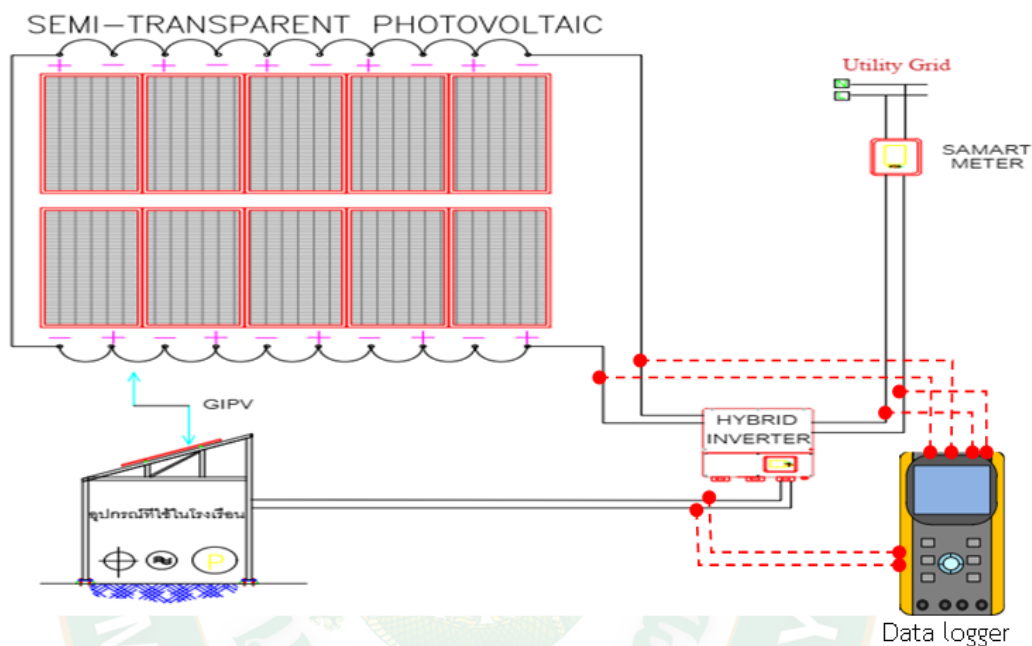 SEMI-TRANSPARENT PHOTOVOLTAIC
+ - + - + - + - + -
- + - + - + - + - +
Utility Grid
SAMART
METER
GIPV
HYBRID
INVERTER
อุปกรณ์ที่ใช้ในโรงเรือน
P
Data logger